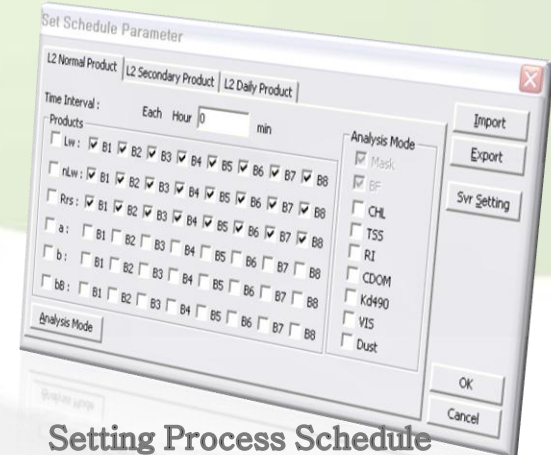 Set Schedule Parameter
L2 Normal Product L2 Secondary Product L2 Daily Product
Time Interval : Each Hour 0 min
Products
Lw : B1 B2 B3 B4 B5 B6 B7 B8
nLw : B1 B2 B3 B4 B5 B6 B7 B8
Rrs : B1 B2 B3 B4 B5 B6 B7 B8
a : B1 B2 B3 B4 B5 B6 B7 B8
b : B1 B2 B3 B4 B5 B6 B7 B8
bB : B1 B2 B3 B4 B5 B6 B7 B8
Analysis Mode
Analysis Mode
Mask
BF
CHL
TSS
RI
CDOM
Kd490
VIS
Dust
Import
Export
Svr Setting
OK
Cancel
Setting Process Schedule